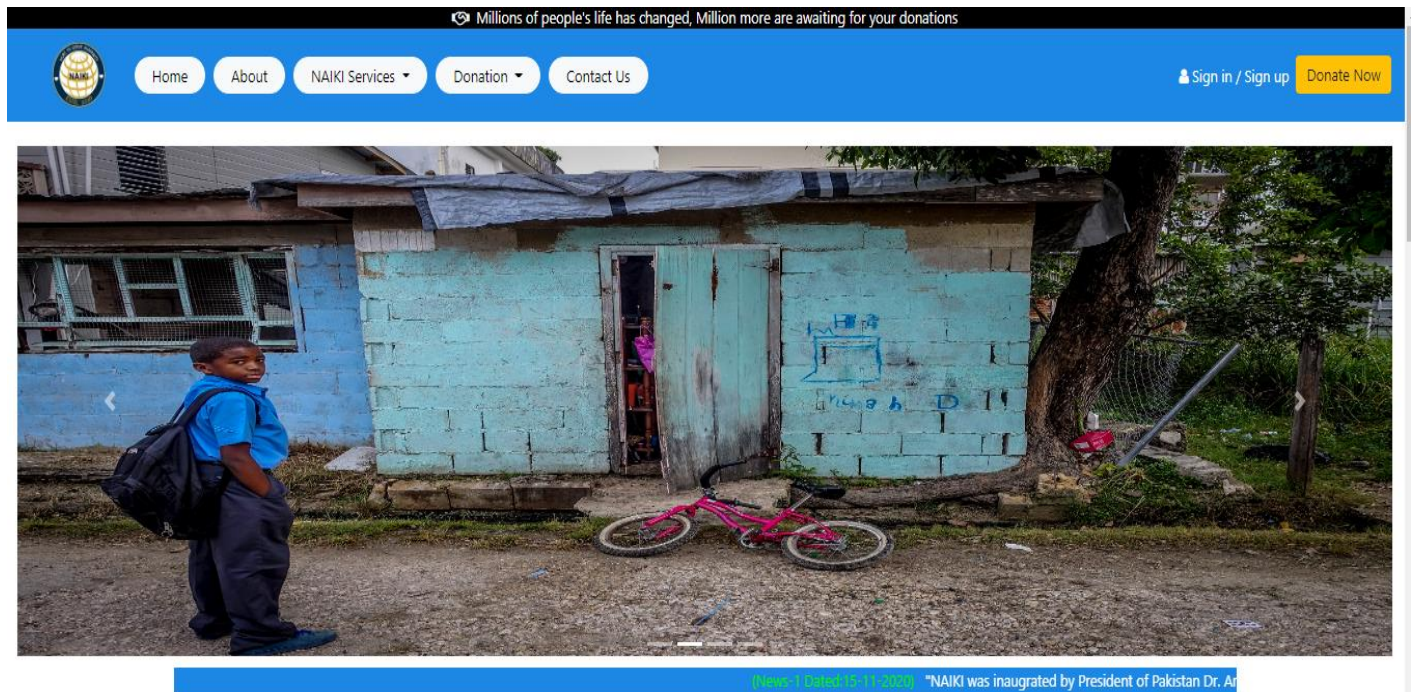 Millions of people's life has changed, Million more are awaiting for your donations
NAIKI
Home
About
NAIKI Services
Donation
Contact Us
Sign in / Sign up
Donate Now
D
(News-1 Dated:15-11-2020) "NAIKI was inaugrated by President of Pakistan Dr. Ar